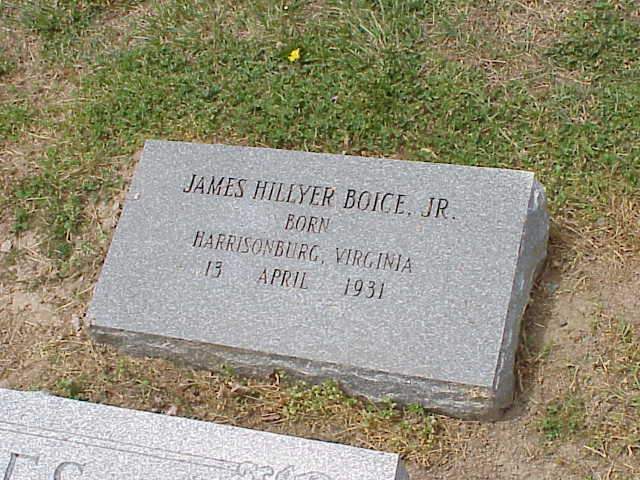 JAMES HILLYER BOICE, JR.
BORN
HARRISONBURG, VIRGINIA
13 APRIL 1931